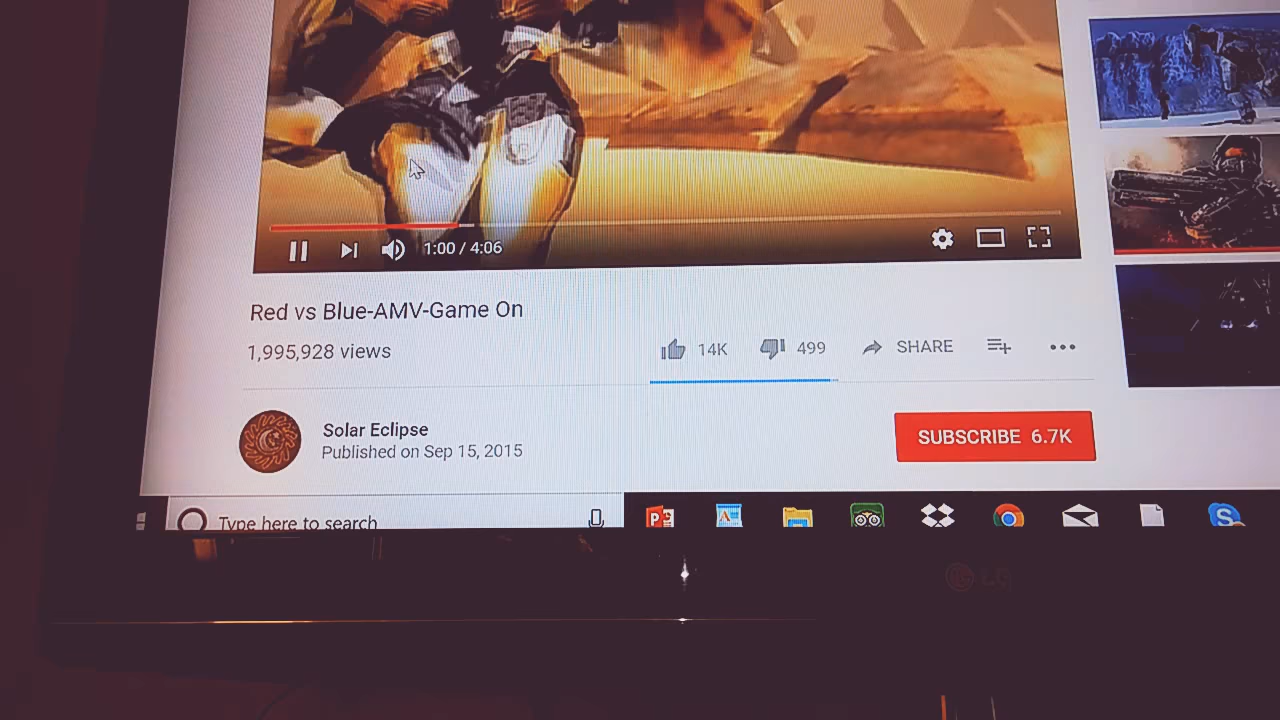 1:00 / 4:06
Red vs Blue-AMV-Game On
1,995,928 views
14K
499
SHARE
Solar Eclipse
Published on Sep 15, 2015
SUBSCRIBE 6.7K
Type here to search
LG